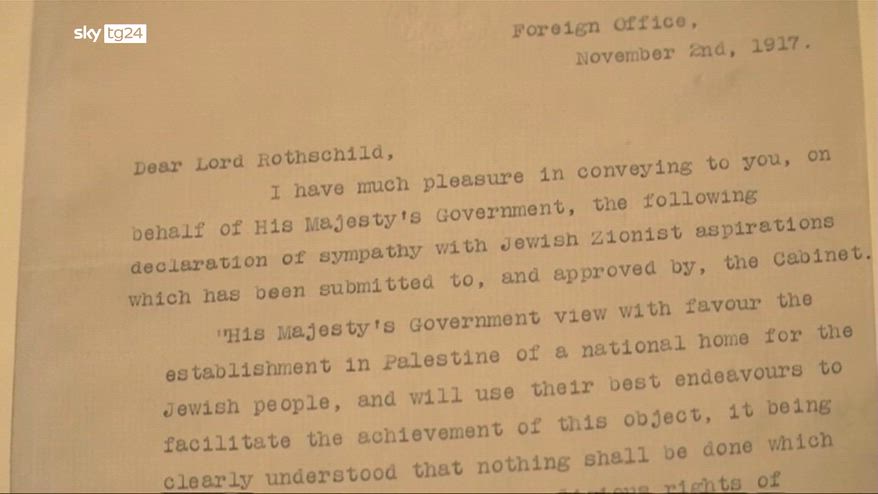 sky tg24
Foreign Office,
November 2nd, 1917.
Dear Lord Rothschild,
I have much pleasure in conveying to you, on
behalf of His Majesty's Government, the following
declaration of sympathy with Jewish Zionist aspirations
which has been submitted to, and approved by, the Cabinet.
"His Majesty's Government view with favour the
establishment in Palestine of a national home for the
Jewish people, and will use their best endeavours to
facilitate the achievement of this object, it being
clearly understood that nothing shall be done which
rights of